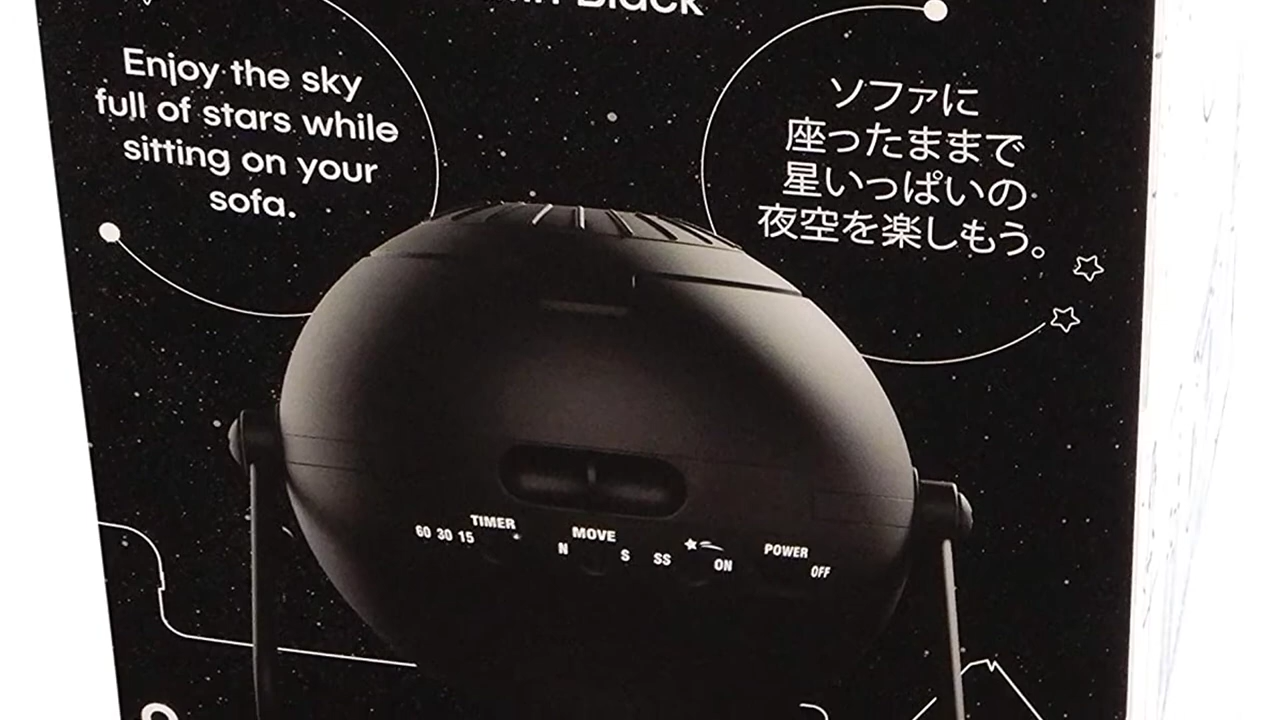 Black
Enjoy the sky
full of stars while
sitting on your
sofa.
ソファに
座ったままで
星いっぱいの
夜空を楽しもう。
TIMER
60 30 15
MOVE
N S SS
ON
POWER
OFF